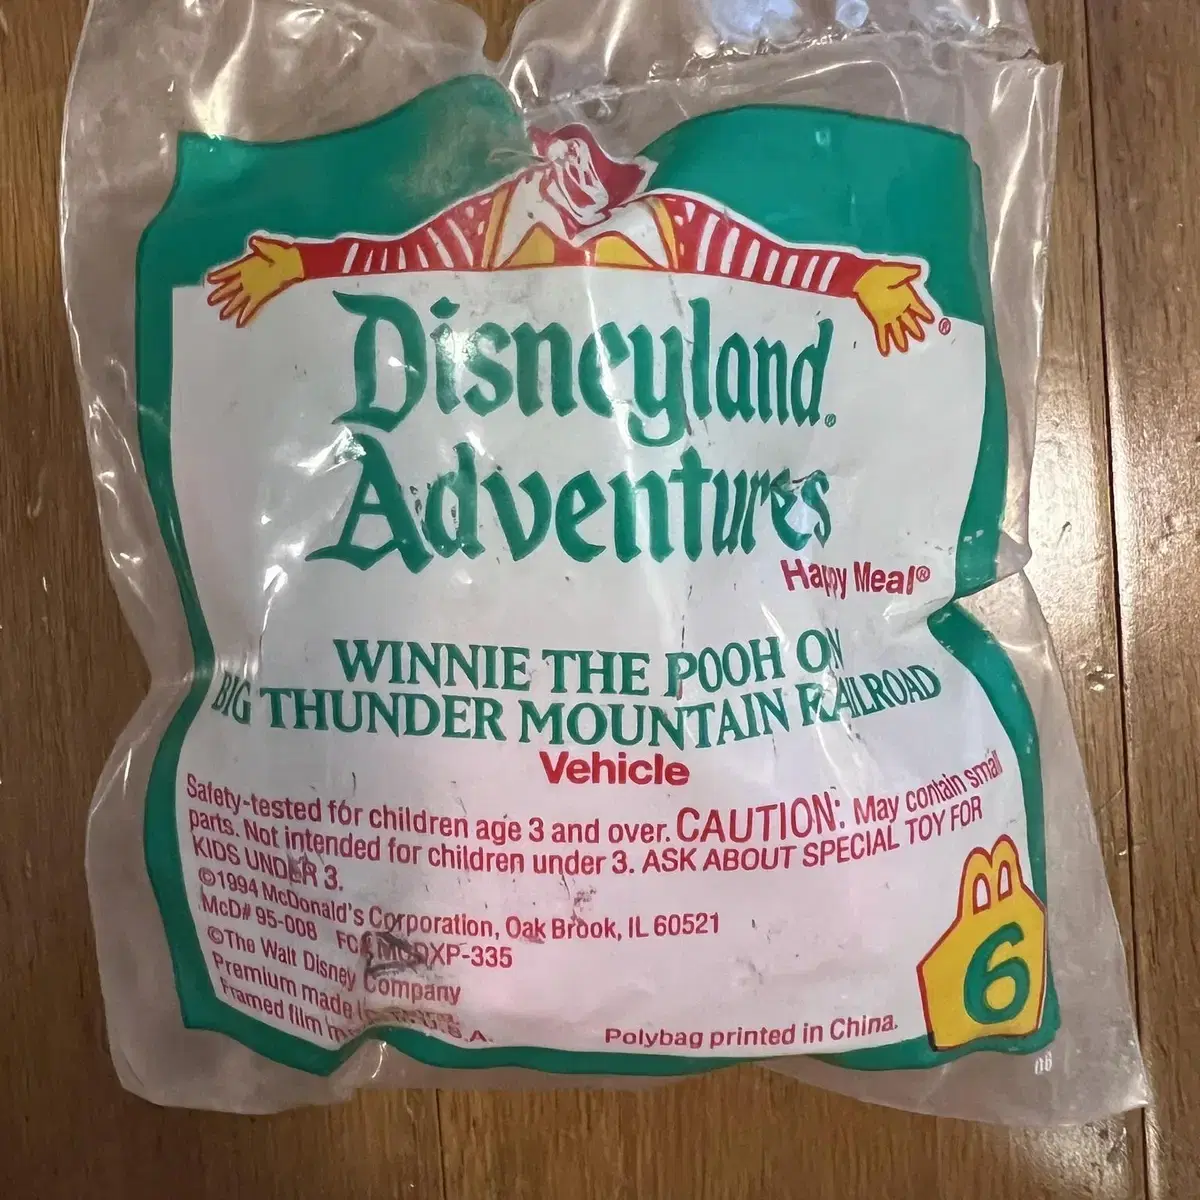 Disneyland®
Adventures
Happy Meal®
WINNIE THE POOH ON
BIG THUNDER MOUNTAIN RAILROAD
Vehicle
Safety-tested for children age 3 and over. CAUTION: May contain small
parts. Not intended for children under 3. ASK ABOUT SPECIAL TOY FOR
KIDS UNDER 3.
©1994 McDonald's Corporation, Oak Brook, IL 60521
McD# 95-008 XP-335
©The Walt Disney Company
Premium made
Framed film U.S.A.
Polybag printed in China.
6
®